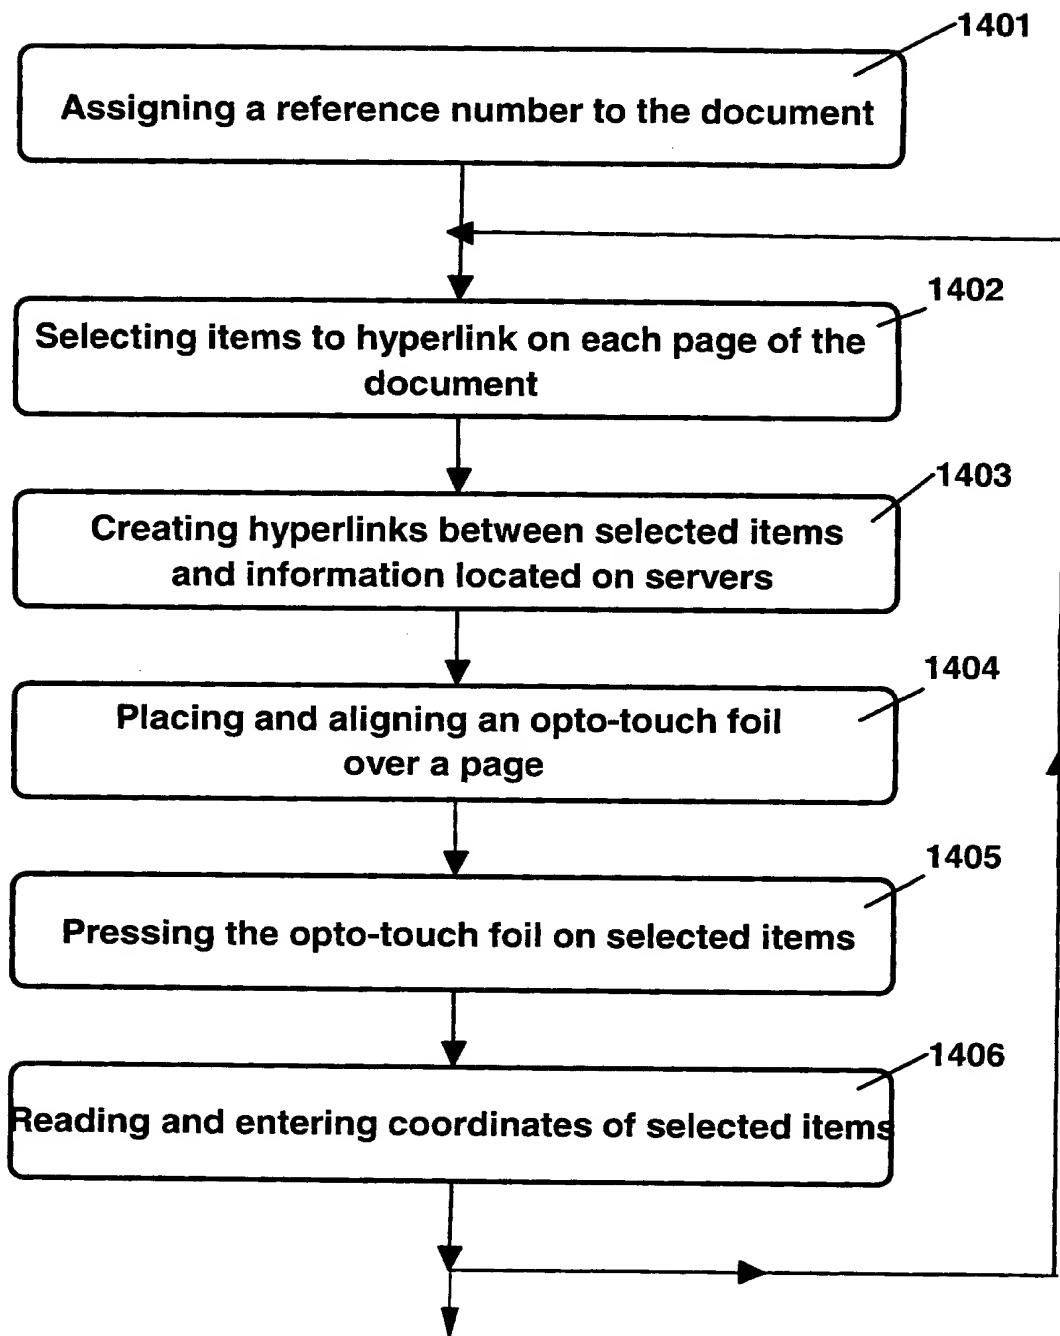 1401
Assigning a reference number to the document
1402
Selecting items to hyperlink on each page of the
document
1403
Creating hyperlinks between selected items
and information located on servers
1404
Placing and aligning an opto-touch foil
over a page
1405
Pressing the opto-touch foil on selected items
1406
Reading and entering coordinates of selected items